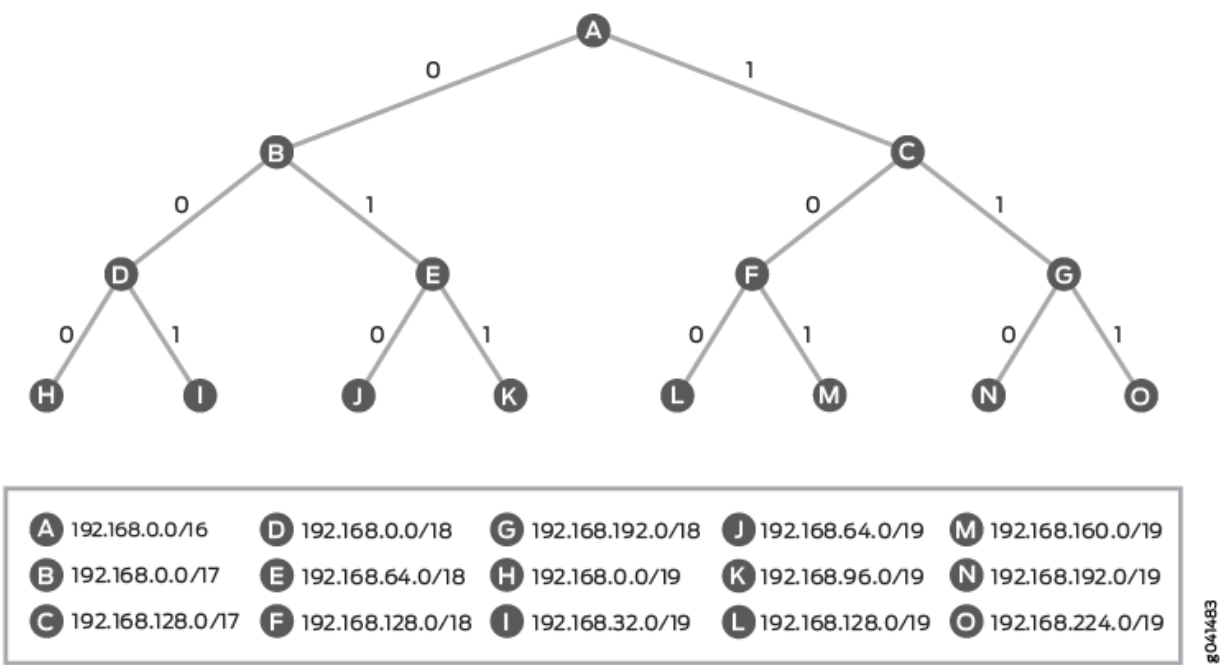 A
0 1
B C
0 1 0 1
D E F G
0 1 0 1 0 1 0 1
H I J K L M N O
A 192.168.0.0/16 D 192.168.0.0/18 G 192.168.192.0/18 J 192.168.64.0/19 M 192.168.160.0/19
B 192.168.0.0/17 E 192.168.64.0/18 H 192.168.0.0/19 K 192.168.96.0/19 N 192.168.192.0/19
C 192.168.128.0/17 F 192.168.128.0/18 I 192.168.32.0/19 L 192.168.128.0/19 O 192.168.224.0/19
g041483